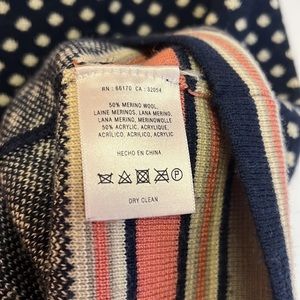 RN : 66170 CA : 32054
50% MERINO WOOL,
LAINE MERINOS, LANA MERINO,
LANA MERINO, MERINOWOLLE
50% ACRYLIC, ACRYLIQUE,
ACRÍLICO, ACRILICO, ACRYL
HECHO EN CHINA
P
DRY CLEAN